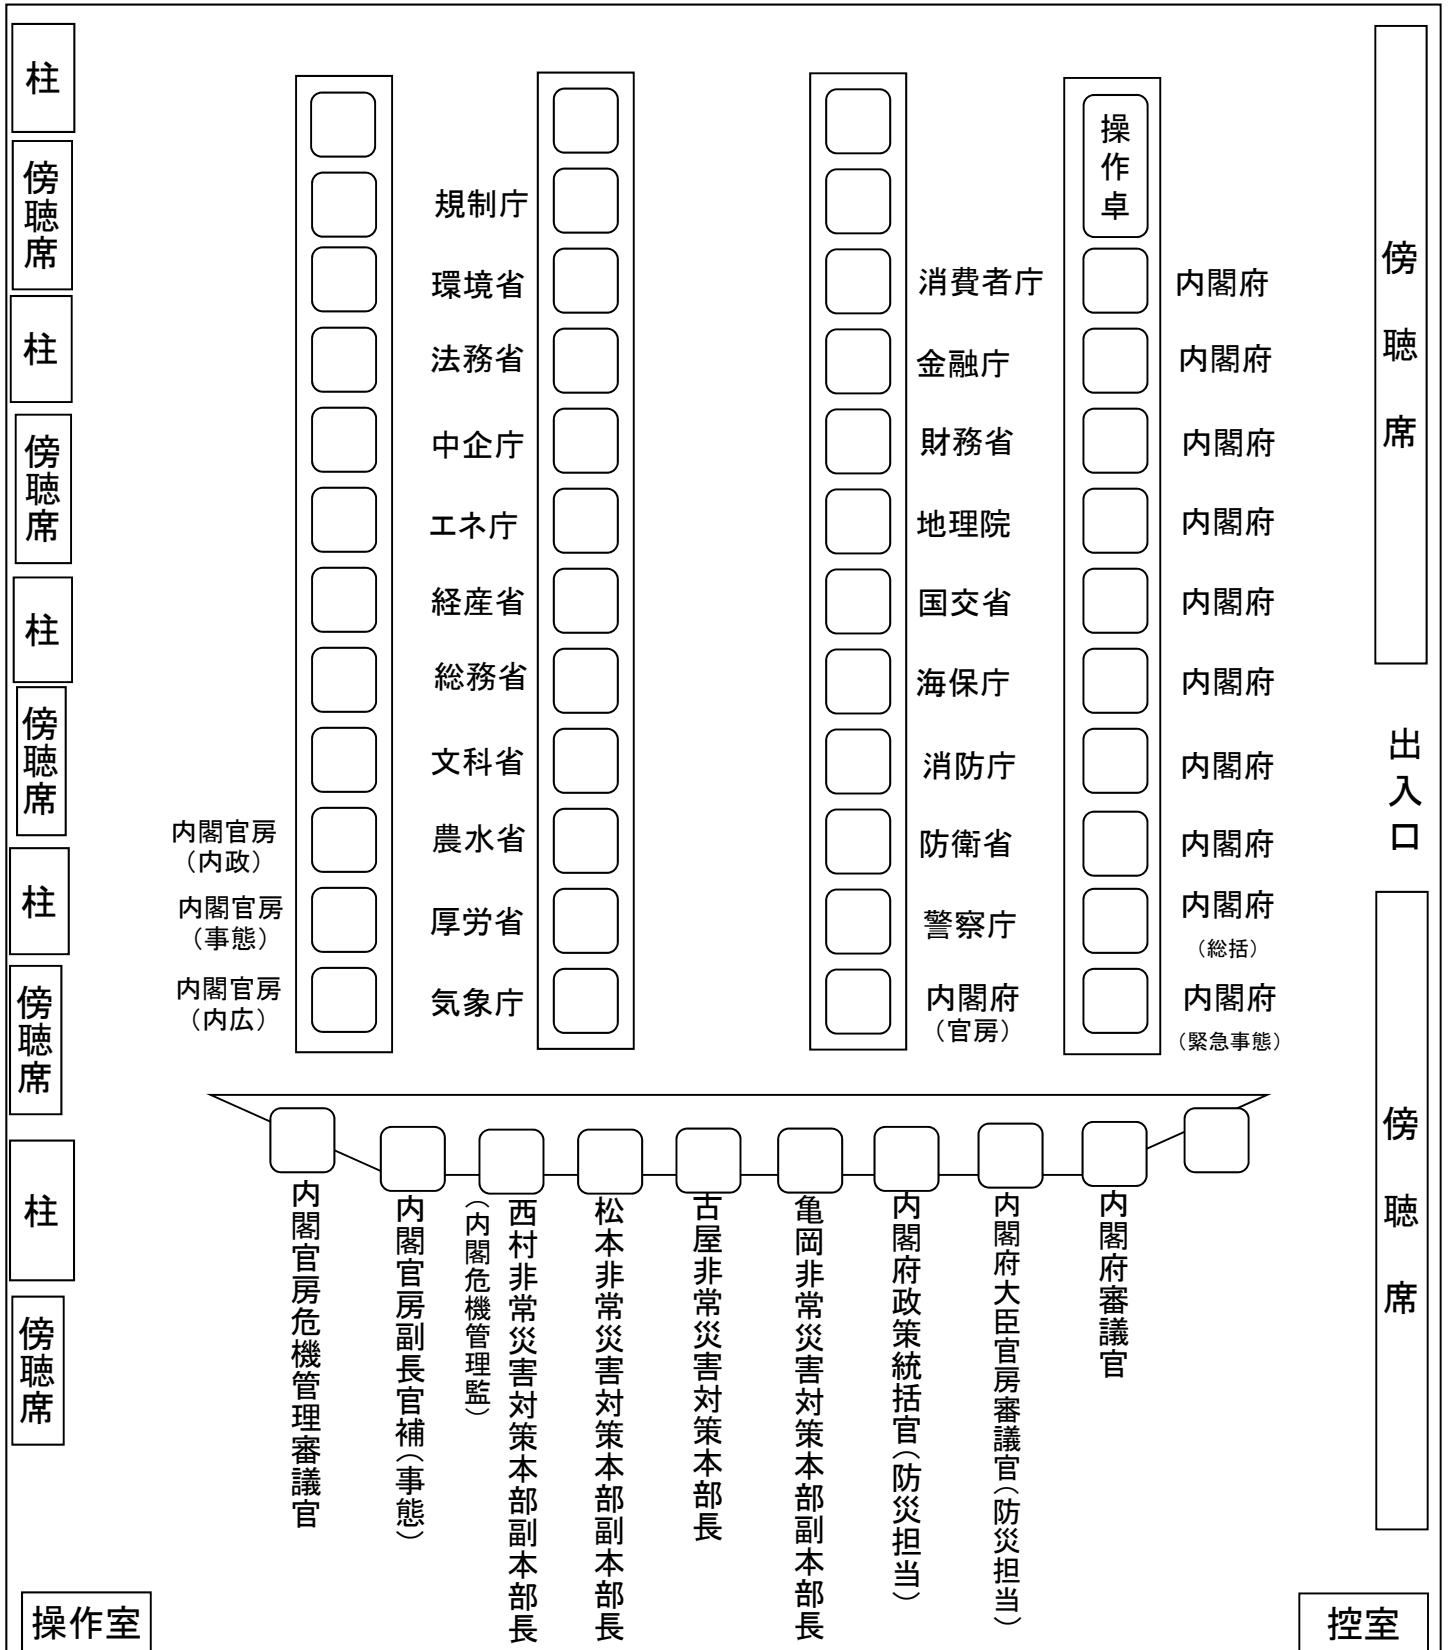 柱
傍聴席
柱
傍聴席
柱
傍聴席
柱
傍聴席
柱
傍聴席
内閣官房
（内政）
内閣官房
（事態）
内閣官房
（内広）
規制庁
環境省
法務省
中企庁
エネ庁
経産省
総務省
文科省
農水省
厚労省
気象庁
消費者庁
金融庁
財務省
地理院
国交省
海保庁
消防庁
防衛省
警察庁
内閣府
（官房）
操作卓
内閣府
内閣府
内閣府
内閣府
内閣府
内閣府
内閣府
内閣府
内閣府
（総括）
内閣府
（緊急事態）
傍聴席
出入口
傍聴席
内閣官房危機管理審議官
内閣官房副長官補（事態）
西村非常災害対策本部副本部長
（内閣危機管理監）
松本非常災害対策本部副本部長
古屋非常災害対策本部長
亀岡非常災害対策本部副本部長
内閣府政策統括官（防災担当）
内閣府大臣官房審議官（防災担当）
内閣府審議官
操作室
控室